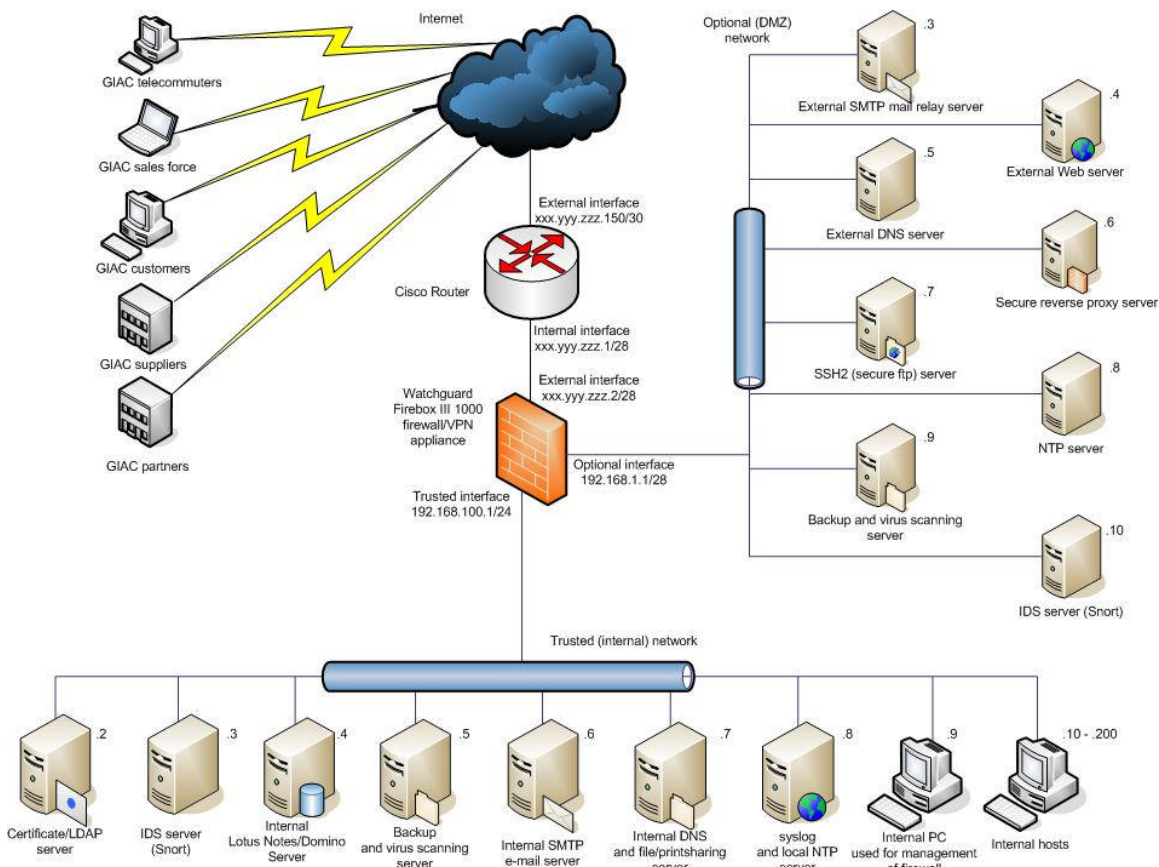 Internet
GIAC telecommuters
GIAC sales force
GIAC customers
GIAC suppliers
GIAC partners
External interface
xxx.yyy.zzz.150/30
Cisco Router
Internal interface
xxx.yyy.zzz.1/28
External interface
xxx.yyy.zzz.2/28
Watchguard
Firebox III 1000
firewall/VPN
appliance
Optional interface
192.168.1.1/28
Trusted interface
192.168.100.1/24
Optional (DMZ)
network
.3
External SMTP mail relay server
.4
External Web server
.5
External DNS server
.6
Secure reverse proxy server
.7
SSH2 (secure ftp) server
.8
NTP server
.9
Backup and virus scanning
server
.10
IDS server (Snort)
Trusted (internal) network
.2
Certificate/LDAP
server
.3
IDS server
(Snort)
.4
Internal
Lotus Notes/Domino
Server
.5
Backup
and virus scanning
server
.6
Internal SMTP
e-mail server
.7
Internal DNS
and file/printsharing
server
.8
syslog
and local NTP
server
.9
Internal PC
used for management
of firewall
.10 - .200
Internal hosts